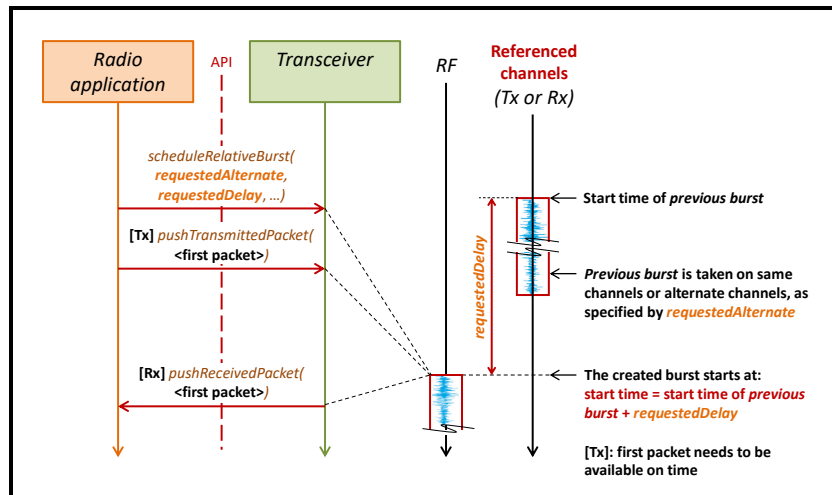 Radio
application
API
Transceiver
RF
Referenced
channels
(Tx or Rx)
scheduleRelativeBurst(
requestedAlternate,
requestedDelay, …)
[Tx] pushTransmittedPacket(
<first packet>)
[Rx] pushReceivedPacket(
<first packet>)
requestedDelay
Start time of previous burst
Previous burst is taken on same
channels or alternate channels, as
specified by requestedAlternate
The created burst starts at:
start time = start time of previous
burst + requestedDelay
[Tx]: first packet needs to be
available on time